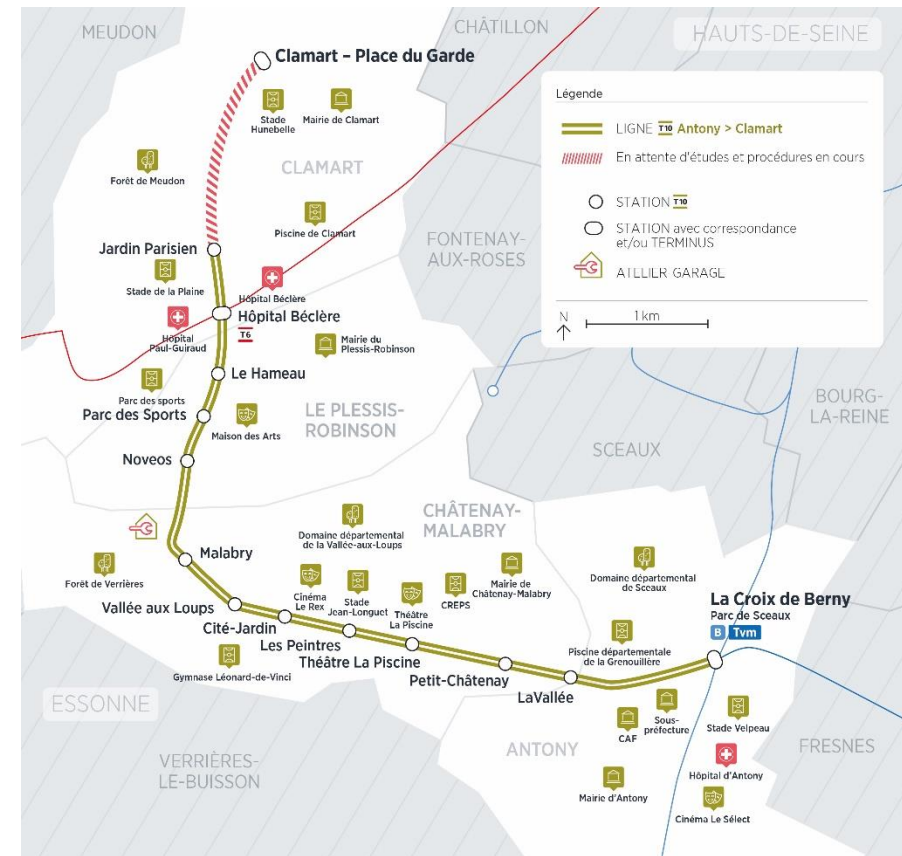 MEUDON
CHÂTILLON
HAUTS-DE-SEINE
Clamart – Place du Garde
Stade
Hunebelle
Mairie de Clamart
Forêt de Meudon
CLAMART
Piscine de Clamart
FONTENAY-
AUX-ROSES
Jardin Parisien
Stade de la Plaine
Hôpital Béclère
Hôpital Béclère
T6
Hôpital
Paul-Guiraud
Mairie du
Plessis-Robinson
Le Hameau
Parc des sports
Parc des Sports
Maison des Arts
LE PLESSIS-
ROBINSON
Noveos
Légende
LIGNE T10 Antony > Clamart
En attente d'études et procédures en cours
STATION T10
STATION avec correspondance
et/ou TERMINUS
ATELIER GARAGE
N
1 km
BOURG-
LA-REINE
SCEAUX
CHÂTENAY-
MALABRY
Domaine départemental
de la Vallée-aux-Loups
Malabry
Forêt de Verrières
Vallée aux Loups
Cinéma
Le Rex
Stade
Jean-Longuet
Théâtre
La Piscine
CREPS
Mairie de
Châtenay-Malabry
Domaine départemental
de Sceaux
Cité-Jardin
Les Peintres
Théâtre La Piscine
Gymnase Léonard-de-Vinci
Petit-Châtenay
LaVallée
Piscine départementale
de la Grenouillère
La Croix de Berny
Parc de Sceaux
B Tvm
ESSONNE
VERRIÈRES-
LE-BUISSON
ANTONY
CAF
Sous-
préfecture
Stade Velpeau
FRESNES
Mairie d'Antony
Hôpital d'Antony
Cinéma Le Sélect